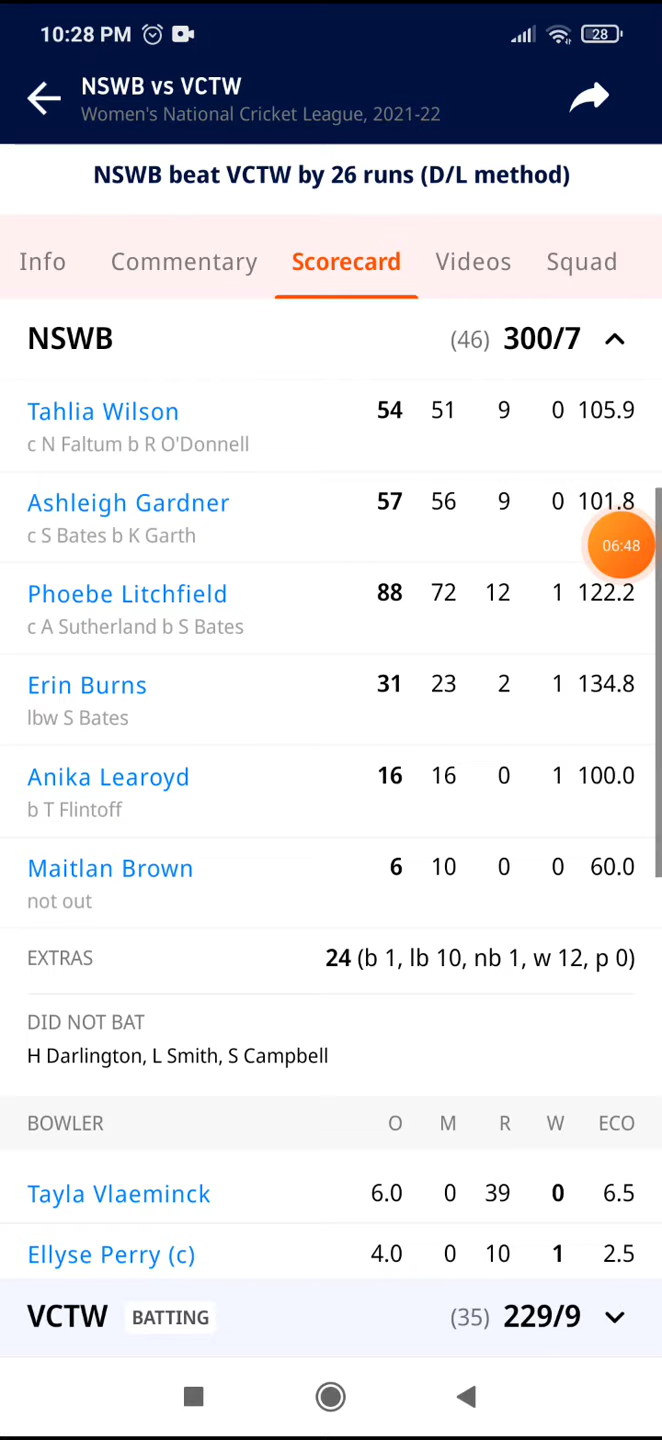 10:28 PM 28
NSWB vs VCTW
Women's National Cricket League, 2021-22
NSWB beat VCTW by 26 runs (D/L method)
Info Commentary Scorecard Videos Squad
NSWB (46) 300/7
Tahlia Wilson 54 51 9 0 105.9
c N Faltum b R O'Donnell
Ashleigh Gardner 57 56 9 0 101.8
c S Bates b K Garth
06:48
Phoebe Litchfield 88 72 12 1 122.2
c A Sutherland b S Bates
Erin Burns 31 23 2 1 134.8
lbw S Bates
Anika Learoyd 16 16 0 1 100.0
b T Flintoff
Maitlan Brown 6 10 0 0 60.0
not out
EXTRAS 24 (b 1, lb 10, nb 1, w 12, p 0)
DID NOT BAT
H Darlington, L Smith, S Campbell
BOWLER O M R W ECO
Tayla Vlaeminck 6.0 0 39 0 6.5
Ellyse Perry (c) 4.0 0 10 1 2.5
VCTW BATTING (35) 229/9